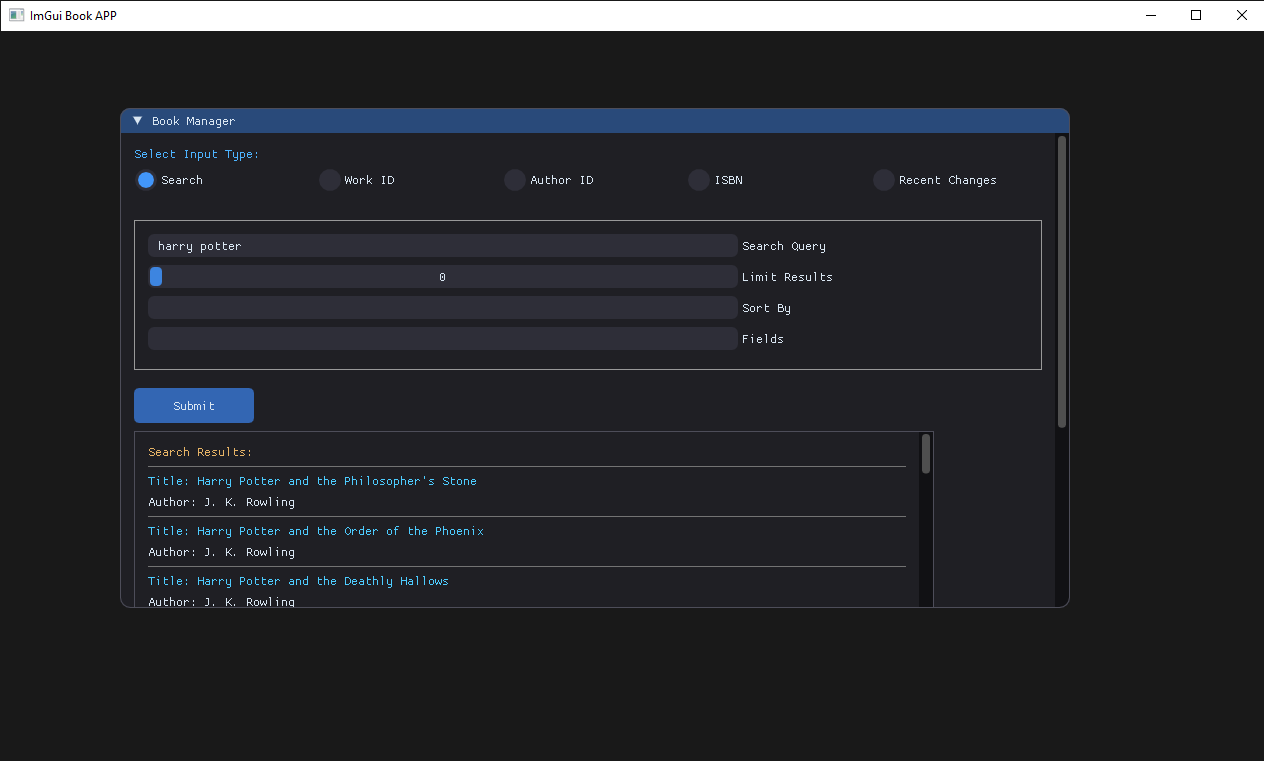 ImGui Book APP
Book Manager
Select Input Type:
Search Work ID Author ID ISBN Recent Changes
harry potter Search Query
0 Limit Results
Sort By
Fields
Submit
Search Results:
Title: Harry Potter and the Philosopher's Stone
Author: J. K. Rowling
Title: Harry Potter and the Order of the Phoenix
Author: J. K. Rowling
Title: Harry Potter and the Deathly Hallows
Author: J. K. Rowling